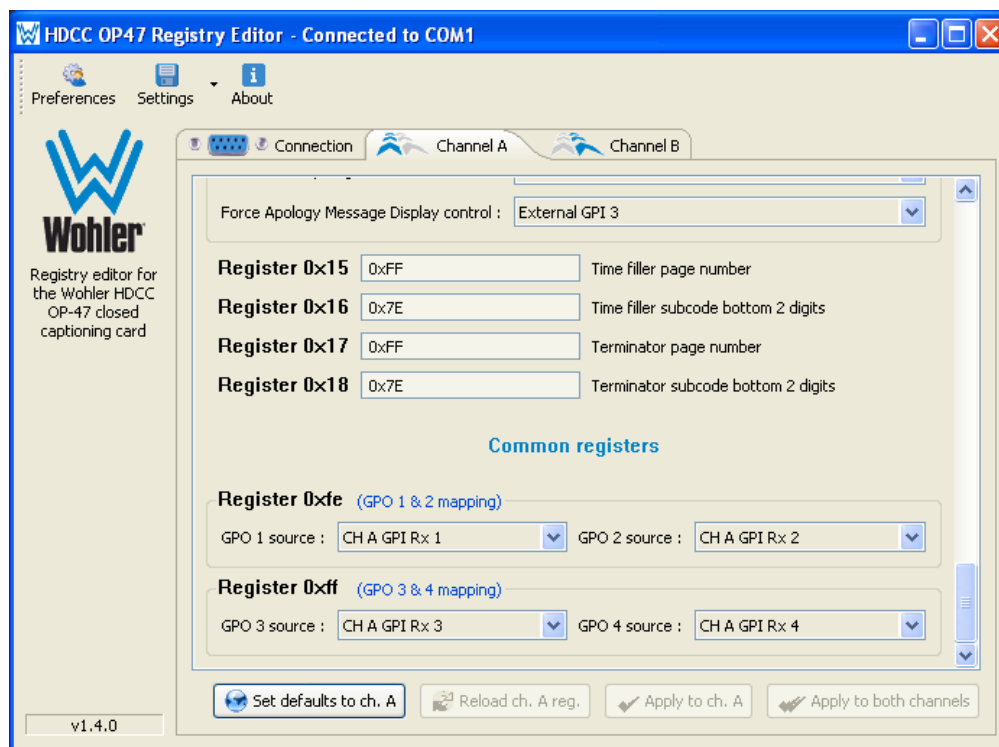 HDCC OP47 Registry Editor - Connected to COM1
Preferences Settings About
Connection Channel A Channel B
Wohler
Registry editor for
the Wohler HDCC
OP-47 closed
captioning card
Force Apology Message Display control : External GPI 3
Register 0x15 0xFF Time filler page number
Register 0x16 0x7E Time filler subcode bottom 2 digits
Register 0x17 0xFF Terminator page number
Register 0x18 0x7E Terminator subcode bottom 2 digits
Common registers
Register 0xfe (GPO 1 & 2 mapping)
GPO 1 source : CH A GPI Rx 1 GPO 2 source : CH A GPI Rx 2
Register 0xff (GPO 3 & 4 mapping)
GPO 3 source : CH A GPI Rx 3 GPO 4 source : CH A GPI Rx 4
Set defaults to ch. A Reload ch. A reg. Apply to ch. A Apply to both channels
v1.4.0